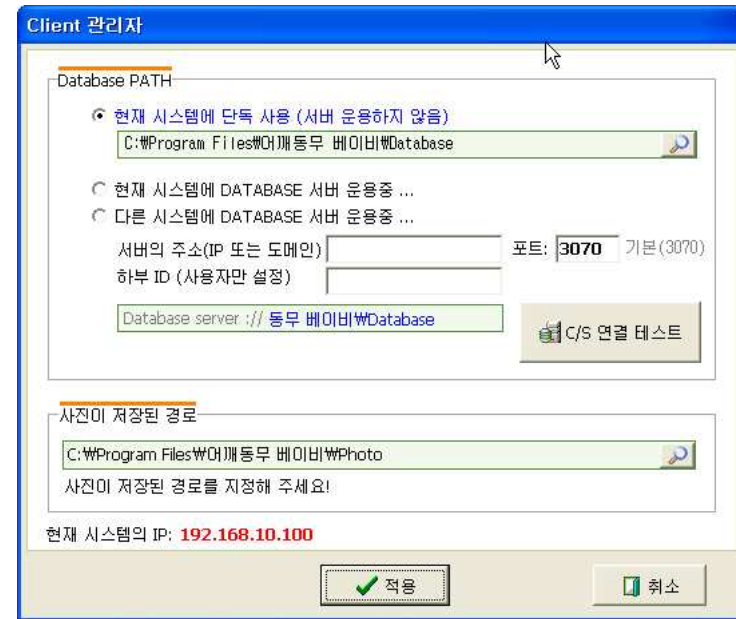 Client 관리자
Database PATH
현재 시스템에 단독 사용 (서버 운용하지 않음)
C:₩Program Files₩어깨동무 베이비₩Database
현재 시스템에 DATABASE 서버 운용중 ...
다른 시스템에 DATABASE 서버 운용중 ...
서버의 주소(IP 또는 도메인) 포트: 3070 기본(3070)
하부 ID (사용자만 설정)
Database server :// 동무 베이비₩Database
C/S 연결 테스트
사진이 저장된 경로
C:₩Program Files₩어깨동무 베이비₩Photo
사진이 저장된 경로를 지정해 주세요!
현재 시스템의 IP: 192.168.10.100
적용 취소